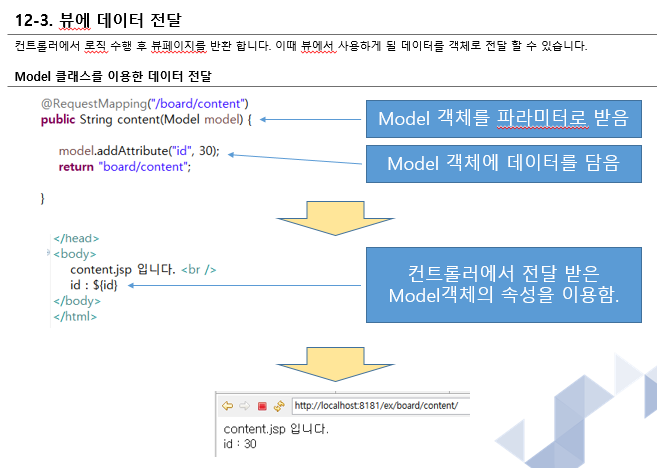 12-3. 뷰에 데이터 전달
컨트롤러에서 로직 수행 후 뷰페이지를 반환 합니다. 이때 뷰에서 사용하게 될 데이터를 객체로 전달 할 수 있습니다.
Model 클래스를 이용한 데이터 전달
@RequestMapping("/board/content")
public String content(Model model) {
Model 객체를 파라미터로 받음
model.addAttribute("id", 30);
return "board/content";
Model 객체에 데이터를 담음
}
</head>
<body>
content.jsp 입니다. <br />
id : ${id}
</body>
</html>
컨트롤러에서 전달 받은
Model객체의 속성을 이용함.
http://localhost:8181/ex/board/content/
content.jsp 입니다.
id : 30